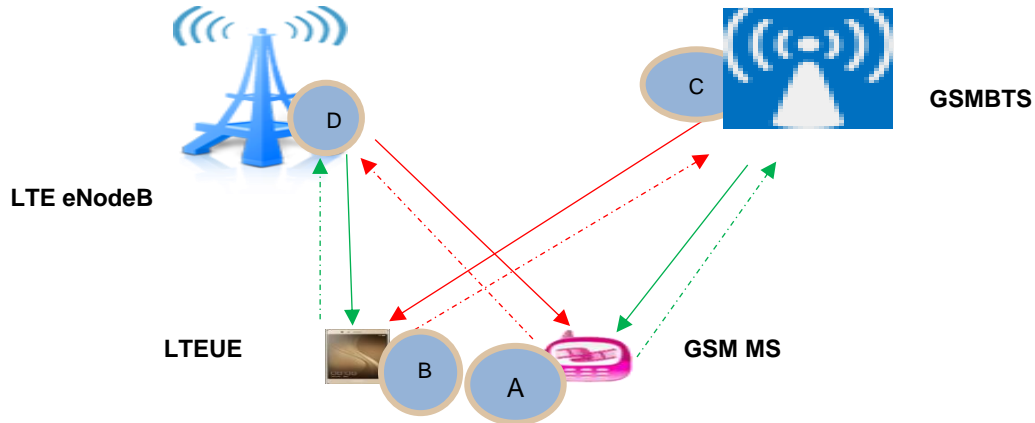 D
C
GSMBTS
LTE eNodeB
LTEUE
B
A
GSM MS